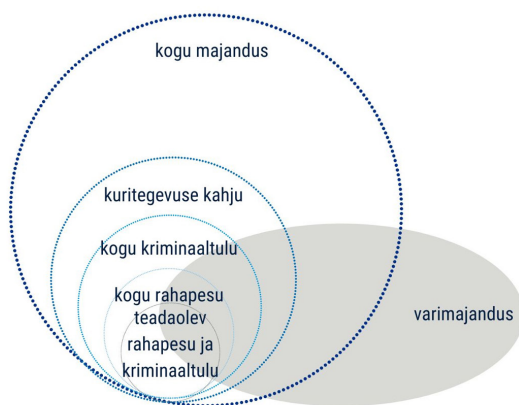 kogu majandus
kuritegevuse kahju
kogu kriminaaltulu
kogu rahapesu
teadaolev
rahapesu ja
kriminaaltulu
varimajandus